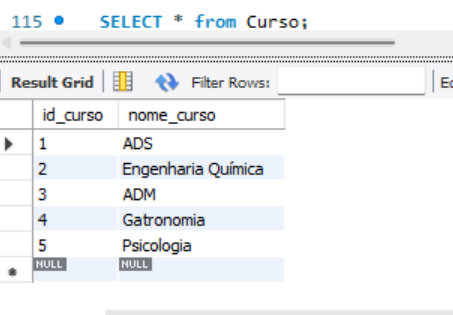 115 SELECT * from Curso;
Result Grid Filter Rows: Ed
id_curso nome_curso
1 ADS
2 Engenharia Química
3 ADM
4 Gatronomia
5 Psicologia
NULL NULL